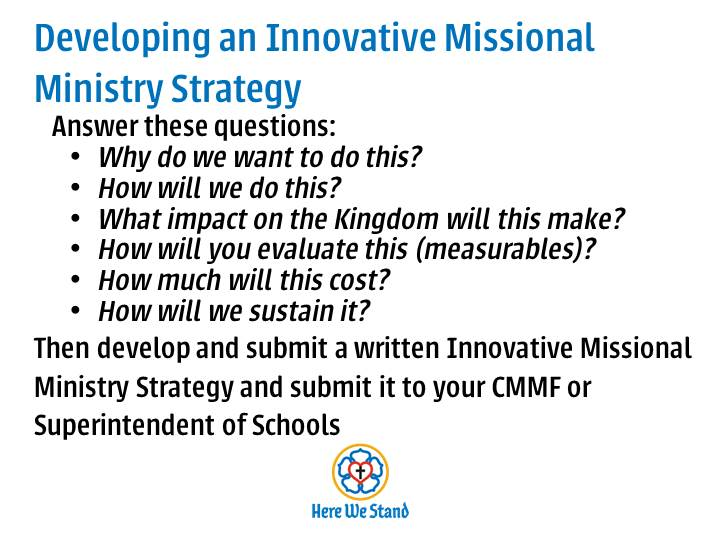 Developing an Innovative Missional
Ministry Strategy
Answer these questions:
• Why do we want to do this?
• How will we do this?
• What impact on the Kingdom will this make?
• How will you evaluate this (measurables)?
• How much will this cost?
• How will we sustain it?
Then develop and submit a written Innovative Missional
Ministry Strategy and submit it to your CMMF or
Superintendent of Schools
Here We Stand